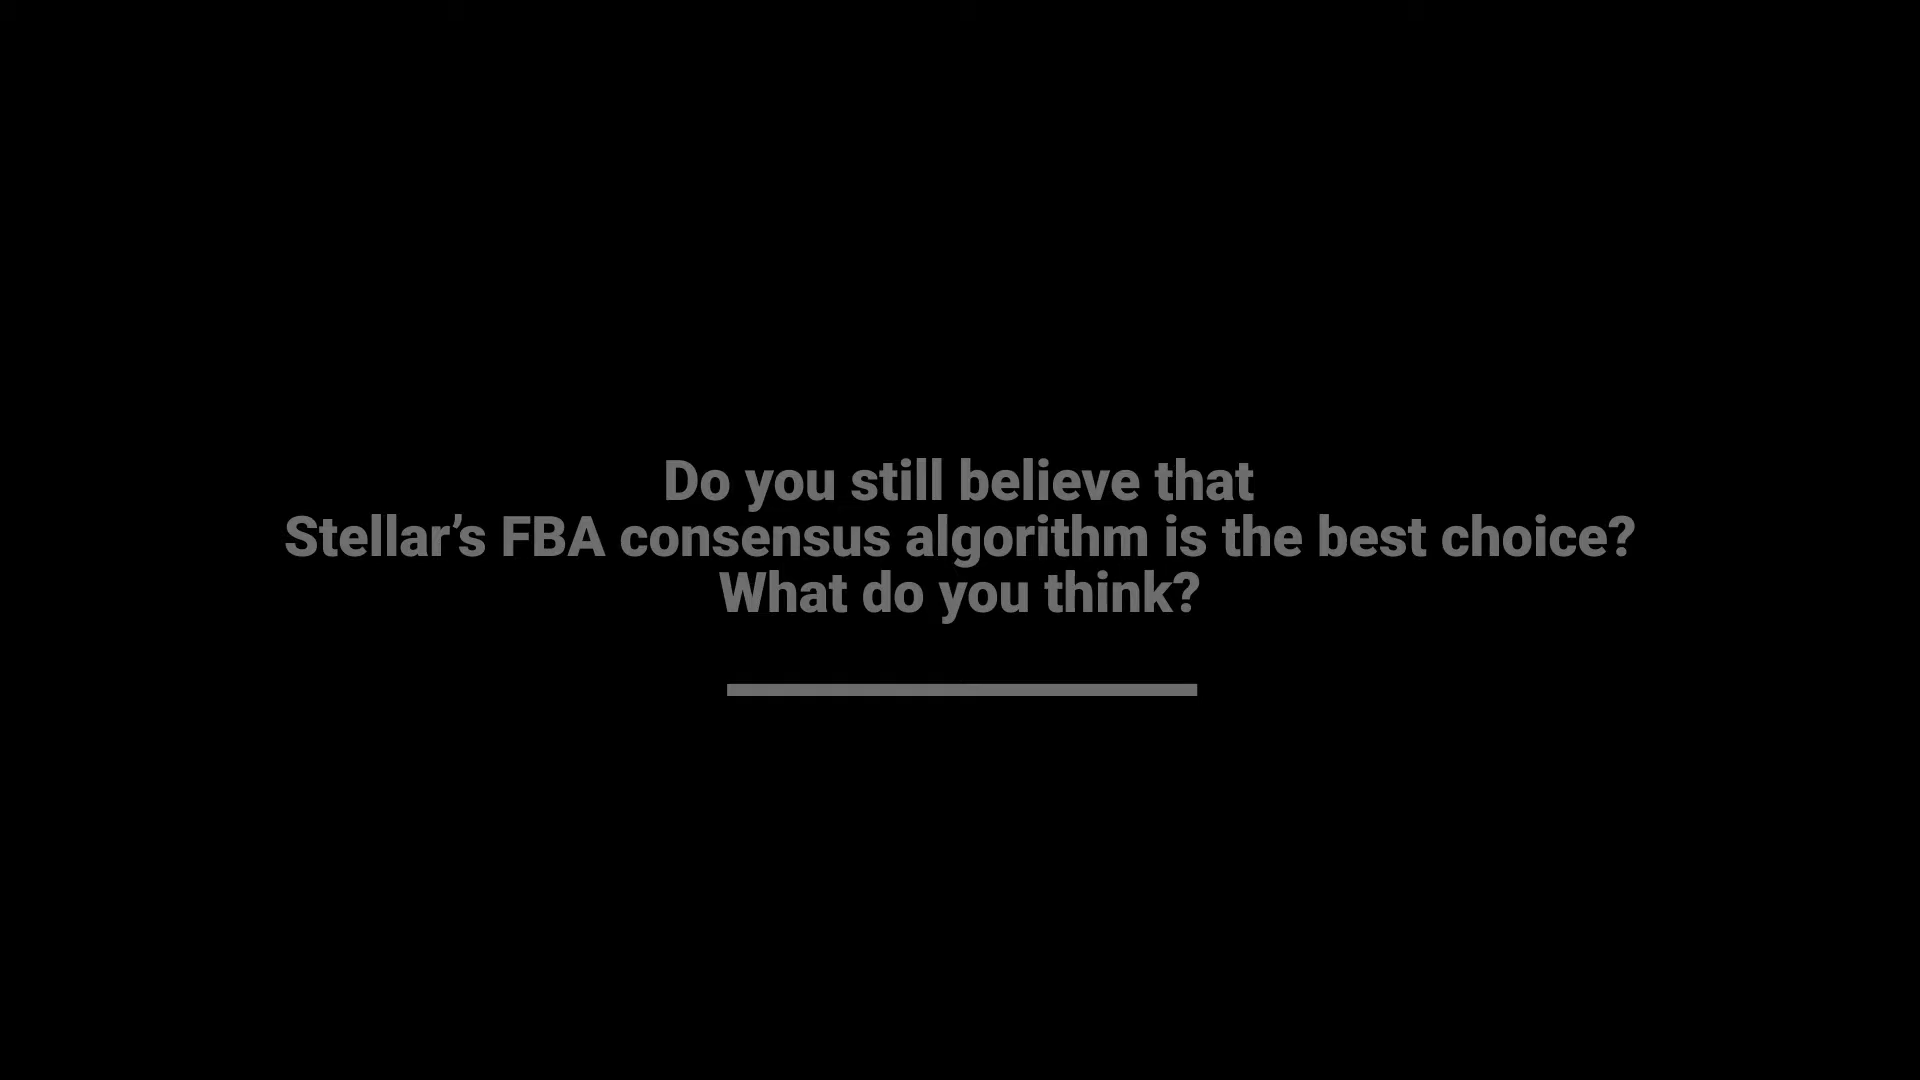 Do you still believe that
Stellar’s FBA consensus algorithm is the best choice?
What do you think?